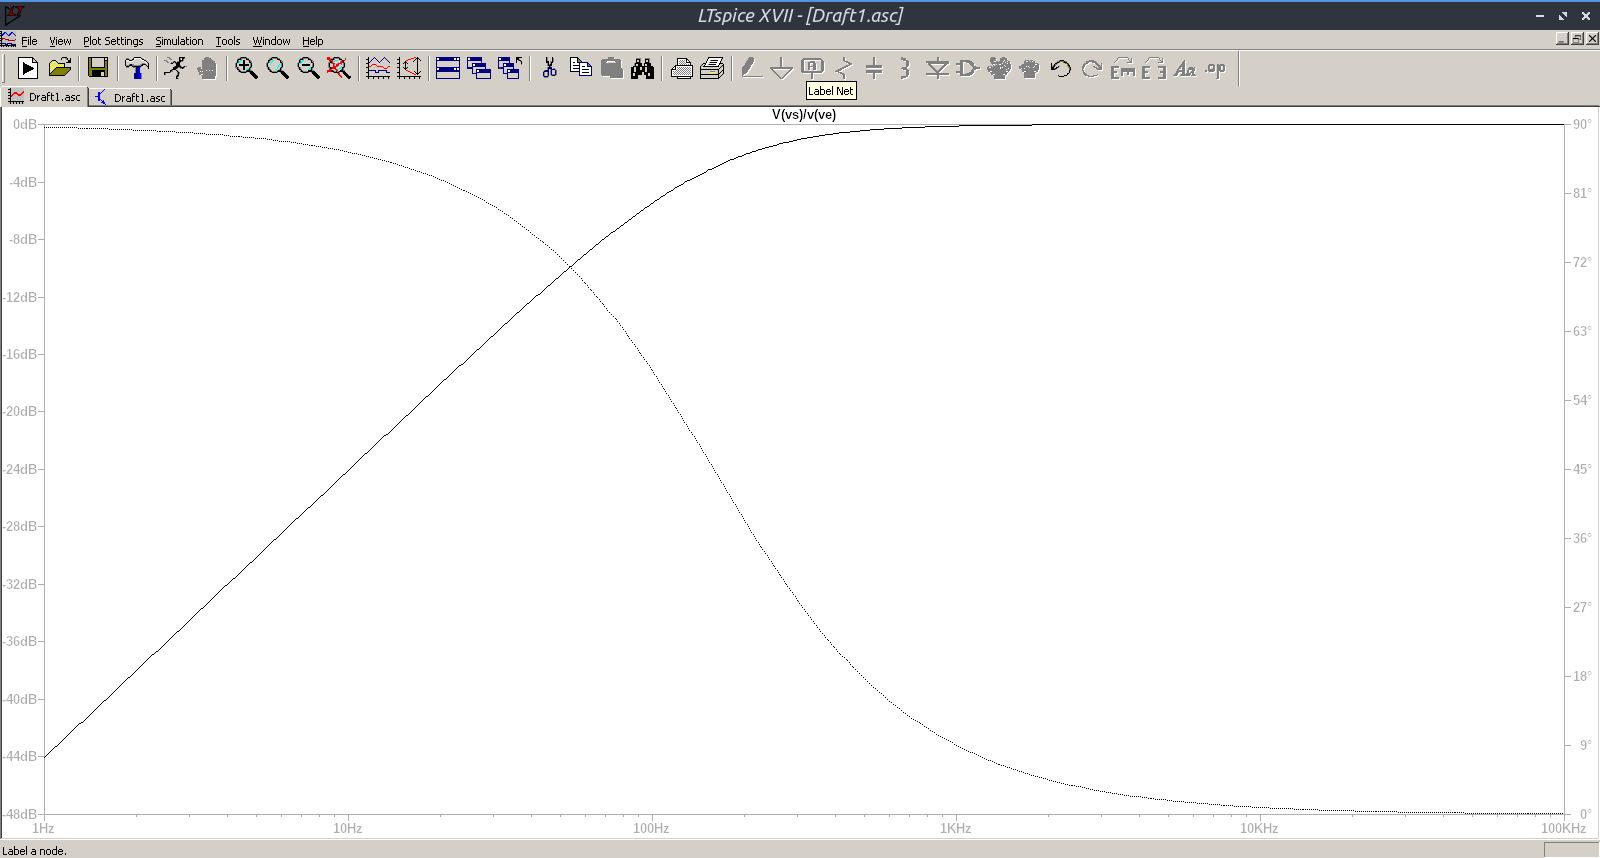 LTspice XVII - [Draft1.asc]
File View Plot Settings Simulation Tools Window Help
Label Net
Draft1.asc Draft1.asc
V(vs)/v(ve)
0dB
-4dB
-8dB
-12dB
-16dB
-20dB
-24dB
-28dB
-32dB
-36dB
-40dB
-44dB
-48dB
90°
81°
72°
63°
54°
45°
36°
27°
18°
9°
0°
1Hz 10Hz 100Hz 1KHz 10KHz 100KHz
Label a node.